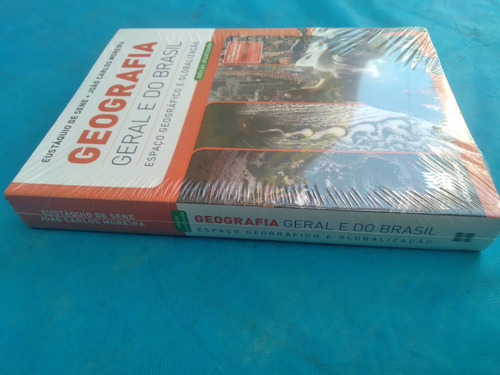 EUSTÁQUIO DE SENE • JOÃO CARLOS MOREIRA
GEOGRAFIA
GERAL E DO BRASIL
ESPAÇO GEOGRÁFICO E GLOBALIZAÇÃO
EUSTÁQUIO DE SENE
JOÃO CARLOS MOREIRA
GEOGRAFIA GERAL E DO BRASIL
ESPAÇO GEOGRÁFICO E GLOBALIZAÇÃO